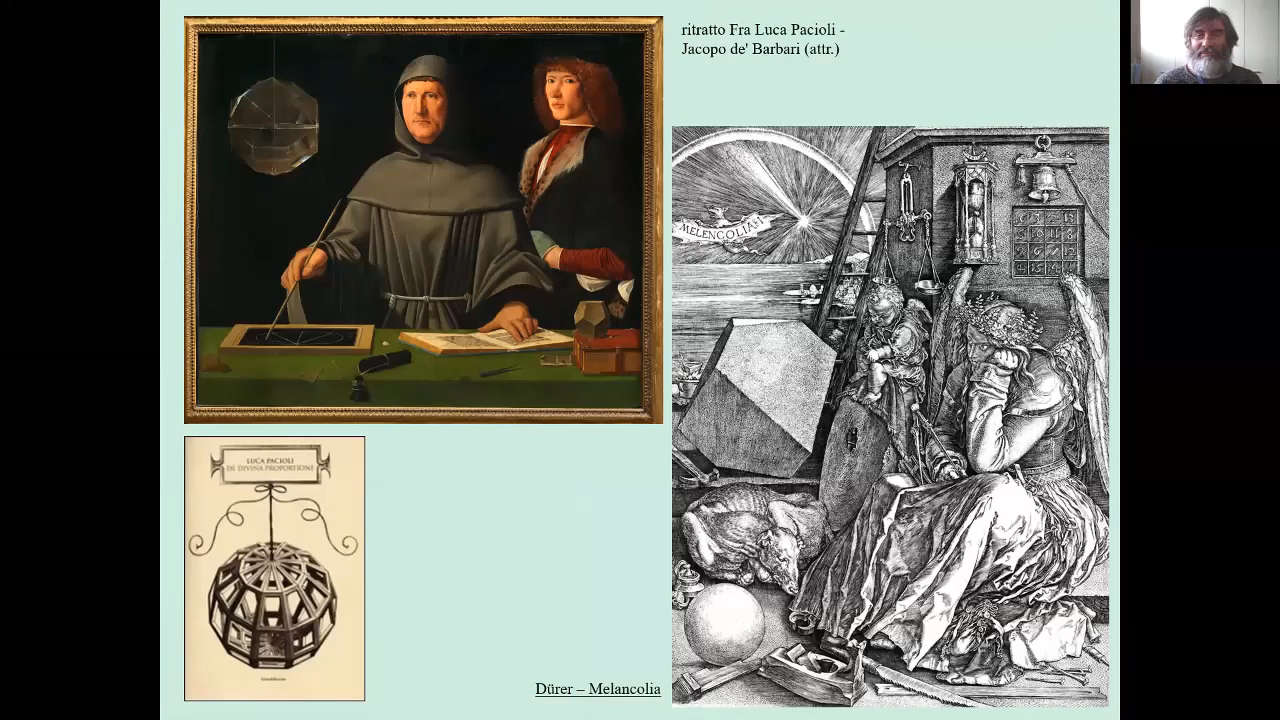 ritratto Fra Luca Pacioli -
Jacopo de' Barbari (attr.)
MELENCOLIA I
LUCA PACIOLI
DE DIVINA PROPORTIONE
Dürer – Melancolia